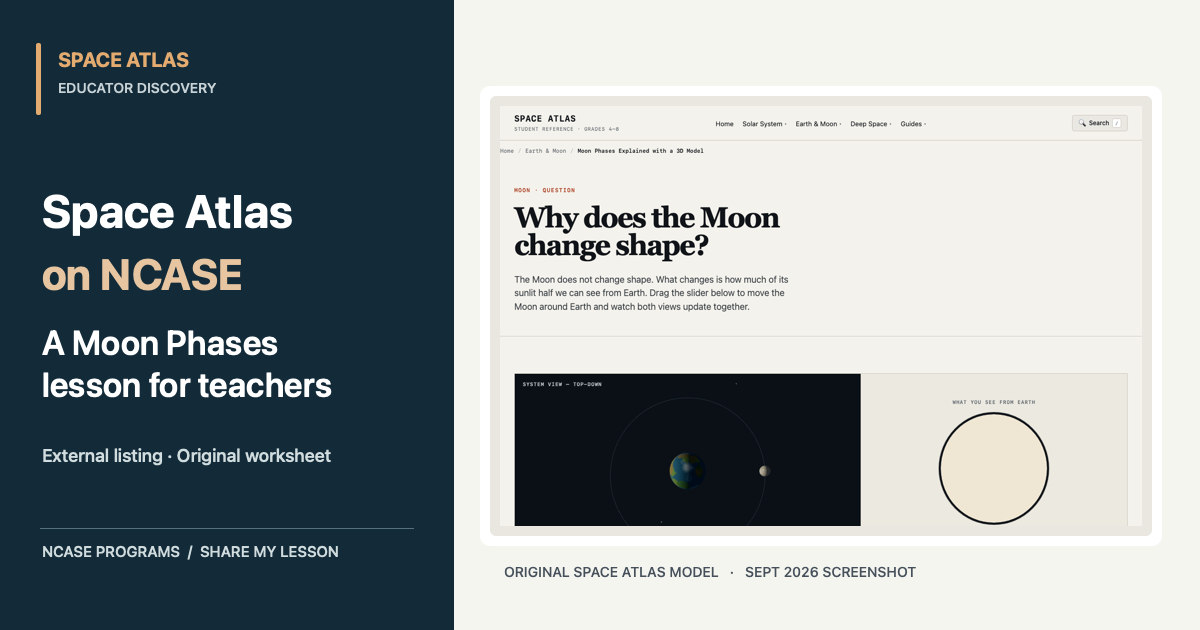 SPACE ATLAS
EDUCATOR DISCOVERY
Space Atlas
on NCASE
A Moon Phases
lesson for teachers
External listing · Original worksheet
NCASE PROGRAMS / SHARE MY LESSON
SPACE ATLAS
STUDENT REFERENCE · GRADES 4–8
Home Solar System · Earth & Moon · Deep Space · Guides ·
Search /
Home / Earth & Moon / Moon Phases Explained with a 3D Model
MOON · QUESTION
Why does the Moon
change shape?
The Moon does not change shape. What changes is how much of its
sunlit half we can see from Earth. Drag the slider below to move the
Moon around Earth and watch both views update together.
SYSTEM VIEW — TOP-DOWN
WHAT YOU SEE FROM EARTH
ORIGINAL SPACE ATLAS MODEL · SEPT 2026 SCREENSHOT